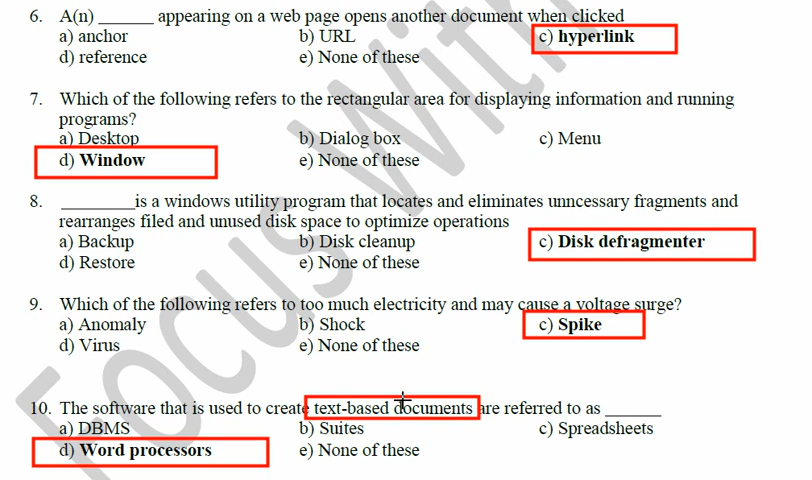 6. A(n) ______ appearing on a web page opens another document when clicked
a) anchor b) URL c) hyperlink
d) reference e) None of these
7. Which of the following refers to the rectangular area for displaying information and running
programs?
a) Desktop b) Dialog box c) Menu
d) Window e) None of these
8. ________is a windows utility program that locates and eliminates unncessary fragments and
rearranges filed and unused disk space to optimize operations
a) Backup b) Disk cleanup c) Disk defragmenter
d) Restore e) None of these
9. Which of the following refers to too much electricity and may cause a voltage surge?
a) Anomaly b) Shock c) Spike
d) Virus e) None of these
10. The software that is used to create text-based documents are referred to as ______
a) DBMS b) Suites c) Spreadsheets
d) Word processors e) None of these
Focus With